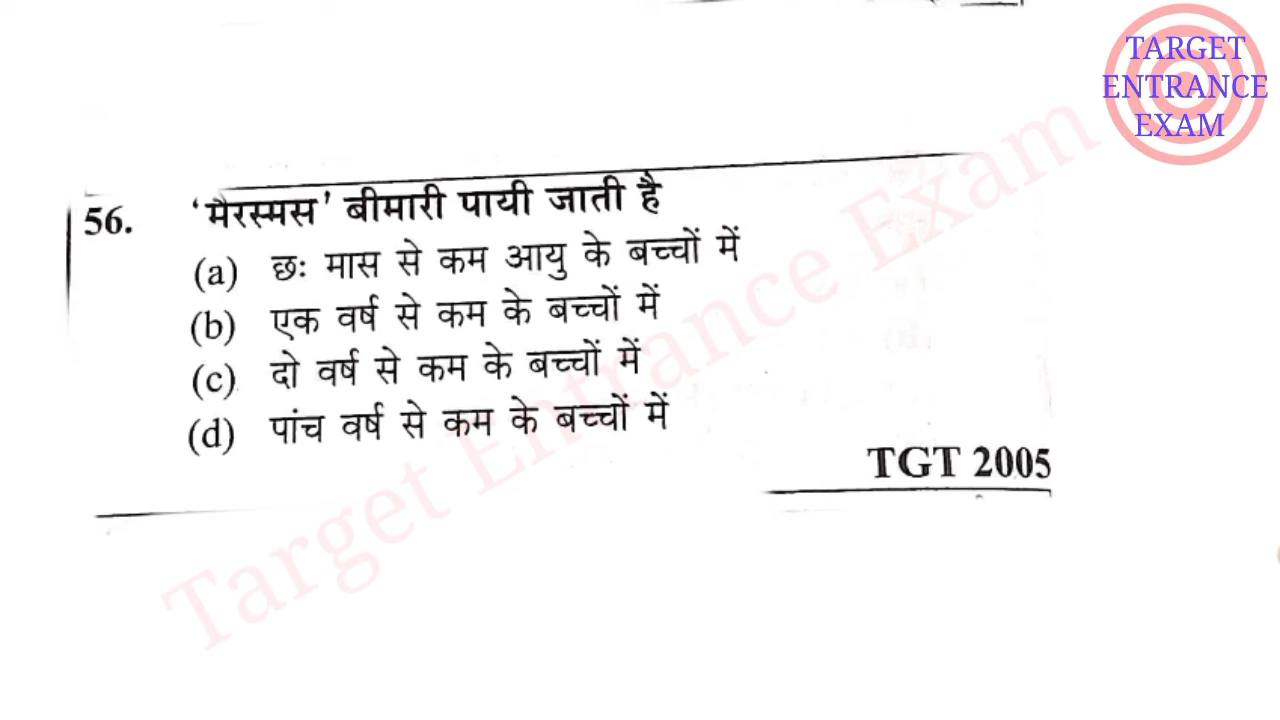 TARGET
ENTRANCE
EXAM
56. 'मैरस्मस' बीमारी पायी जाती है
(a) छः मास से कम आयु के बच्चों में
(b) एक वर्ष से कम के बच्चों में
(c) दो वर्ष से कम के बच्चों में
(d) पांच वर्ष से कम के बच्चों में
TGT 2005
Target Entrance Exam